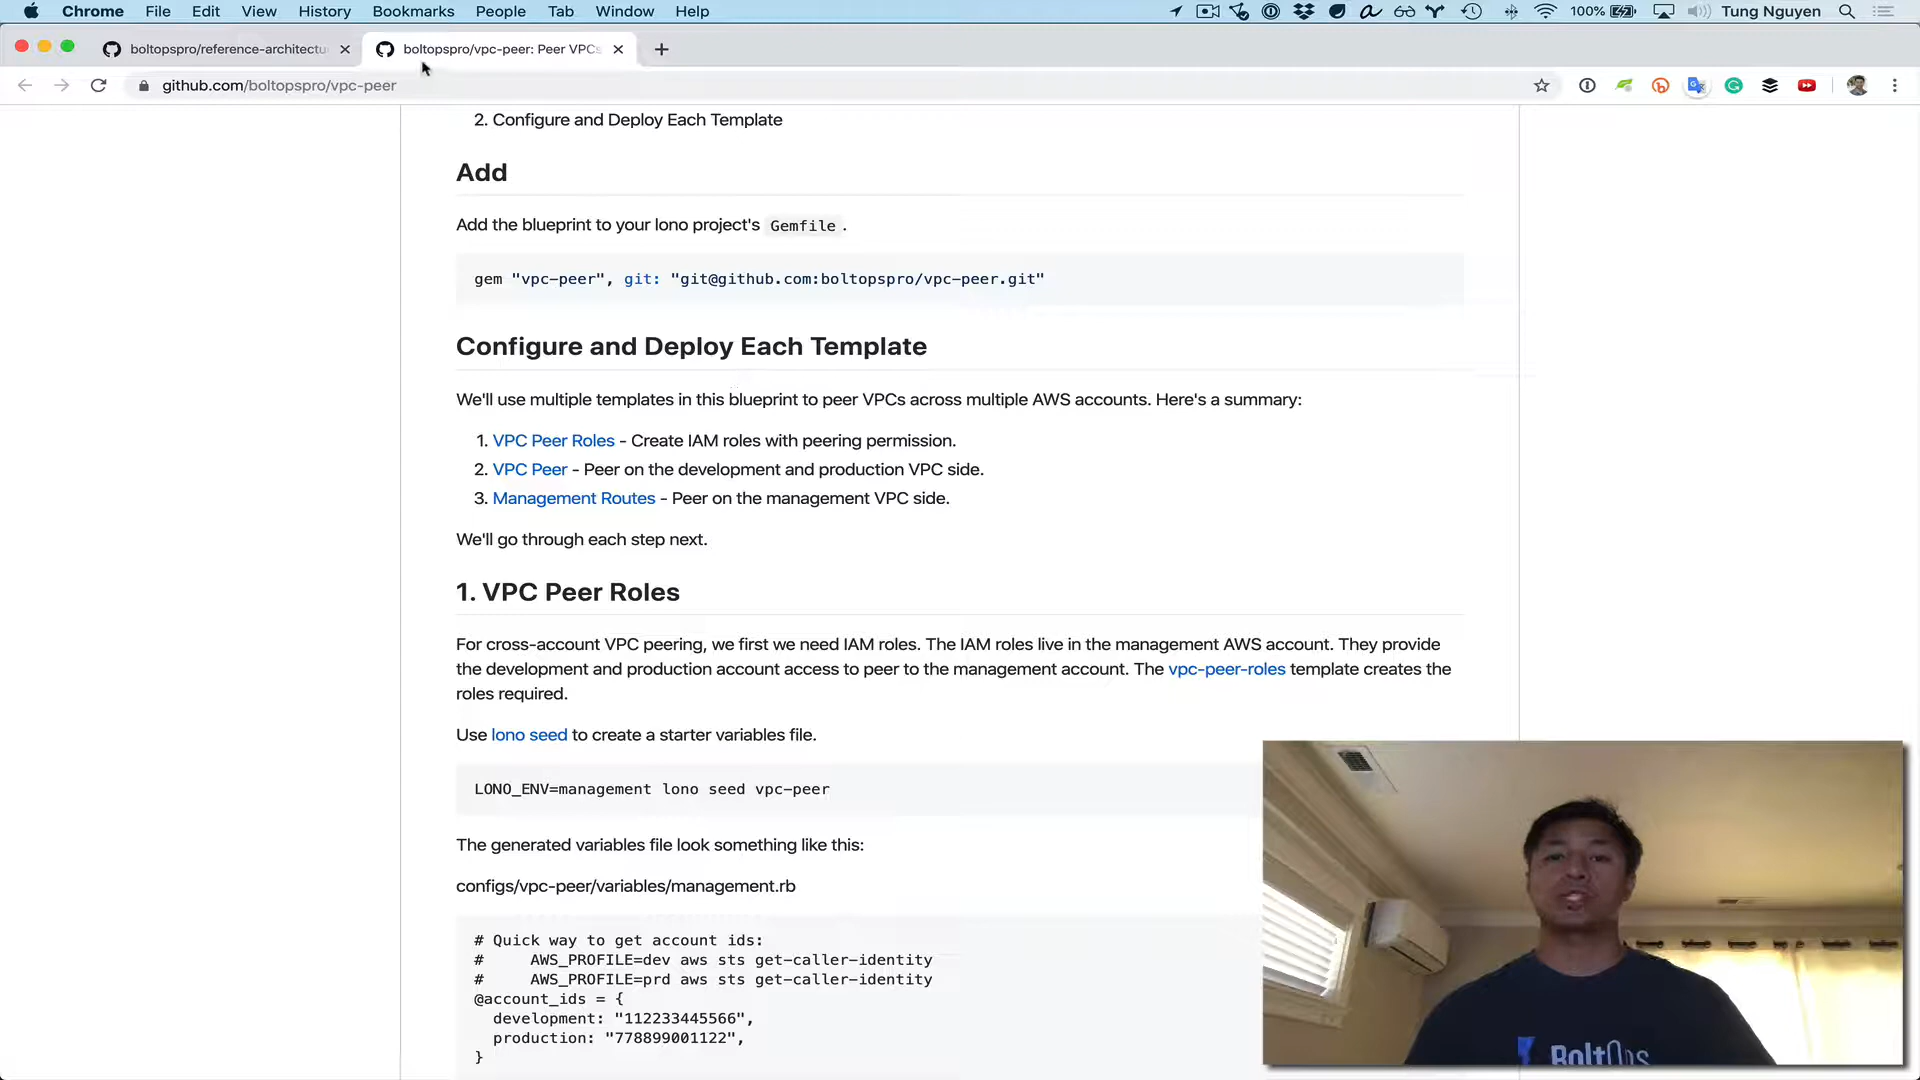 Chrome File Edit View History Bookmarks People Tab Window Help 100% Tung Nguyen
boltopspro/reference-architectu boltopspro/vpc-peer: Peer VPCs
github.com/boltopspro/vpc-peer
2. Configure and Deploy Each Template
Add
Add the blueprint to your lono project's Gemfile .
gem "vpc-peer", git: "git@github.com:boltopspro/vpc-peer.git"
Configure and Deploy Each Template
We'll use multiple templates in this blueprint to peer VPCs across multiple AWS accounts. Here's a summary:
1. VPC Peer Roles - Create IAM roles with peering permission.
2. VPC Peer - Peer on the development and production VPC side.
3. Management Routes - Peer on the management VPC side.
We'll go through each step next.
1. VPC Peer Roles
For cross-account VPC peering, we first we need IAM roles. The IAM roles live in the management AWS account. They provide
the development and production account access to peer to the management account. The vpc-peer-roles template creates the
roles required.
Use lono seed to create a starter variables file.
LONO_ENV=management lono seed vpc-peer
The generated variables file look something like this:
configs/vpc-peer/variables/management.rb
# Quick way to get account ids:
# AWS_PROFILE=dev aws sts get-caller-identity
# AWS_PROFILE=prd aws sts get-caller-identity
@account_ids = {
development: "112233445566",
production: "778899001122",
}
BoltOps